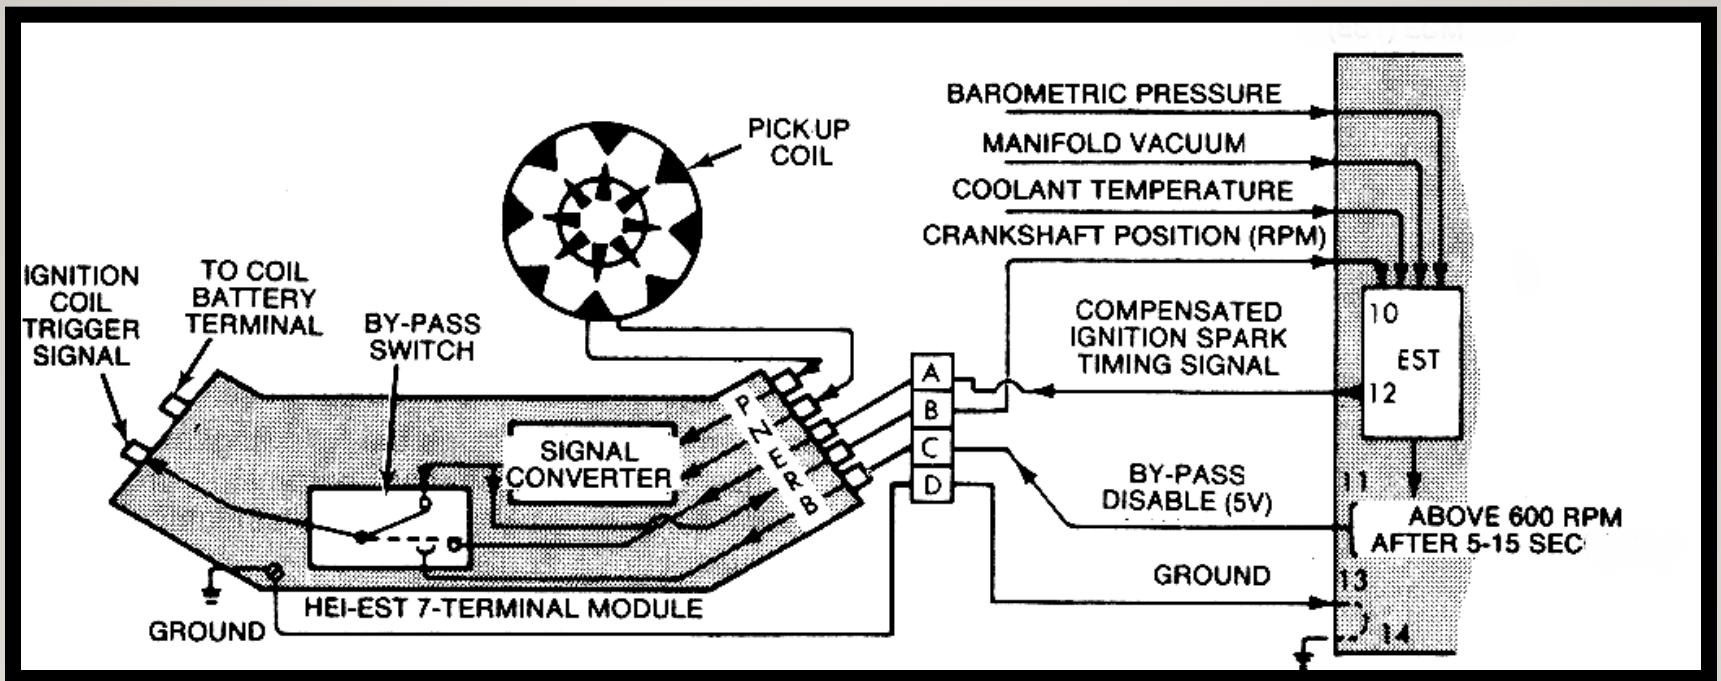 BAROMETRIC PRESSURE
MANIFOLD VACUUM
COOLANT TEMPERATURE
CRANKSHAFT POSITION (RPM)
PICK-UP
COIL
IGNITION
COIL
TRIGGER
SIGNAL
TO COIL
BATTERY
TERMINAL
BY-PASS
SWITCH
COMPENSATED
IGNITION SPARK
TIMING SIGNAL
10
EST
12
A
B
C
D
P
N
E
R
B
SIGNAL
CONVERTER
BY-PASS
DISABLE (5V)
11
ABOVE 600 RPM
AFTER 5-15 SEC
GROUND
13
14
HEI-EST 7-TERMINAL MODULE
GROUND